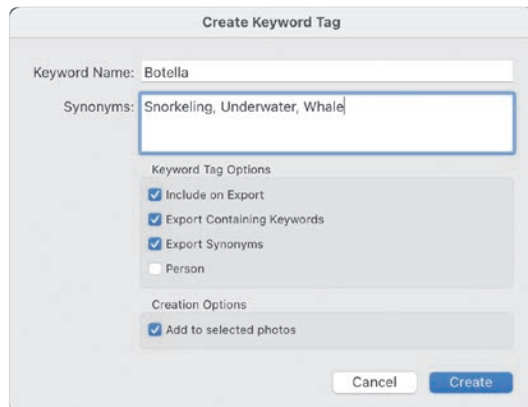 Create Keyword Tag
Keyword Name: Botella
Synonyms: Snorkeling, Underwater, Whale
Keyword Tag Options
Include on Export
Export Containing Keywords
Export Synonyms
Person
Creation Options
Add to selected photos
Cancel Create